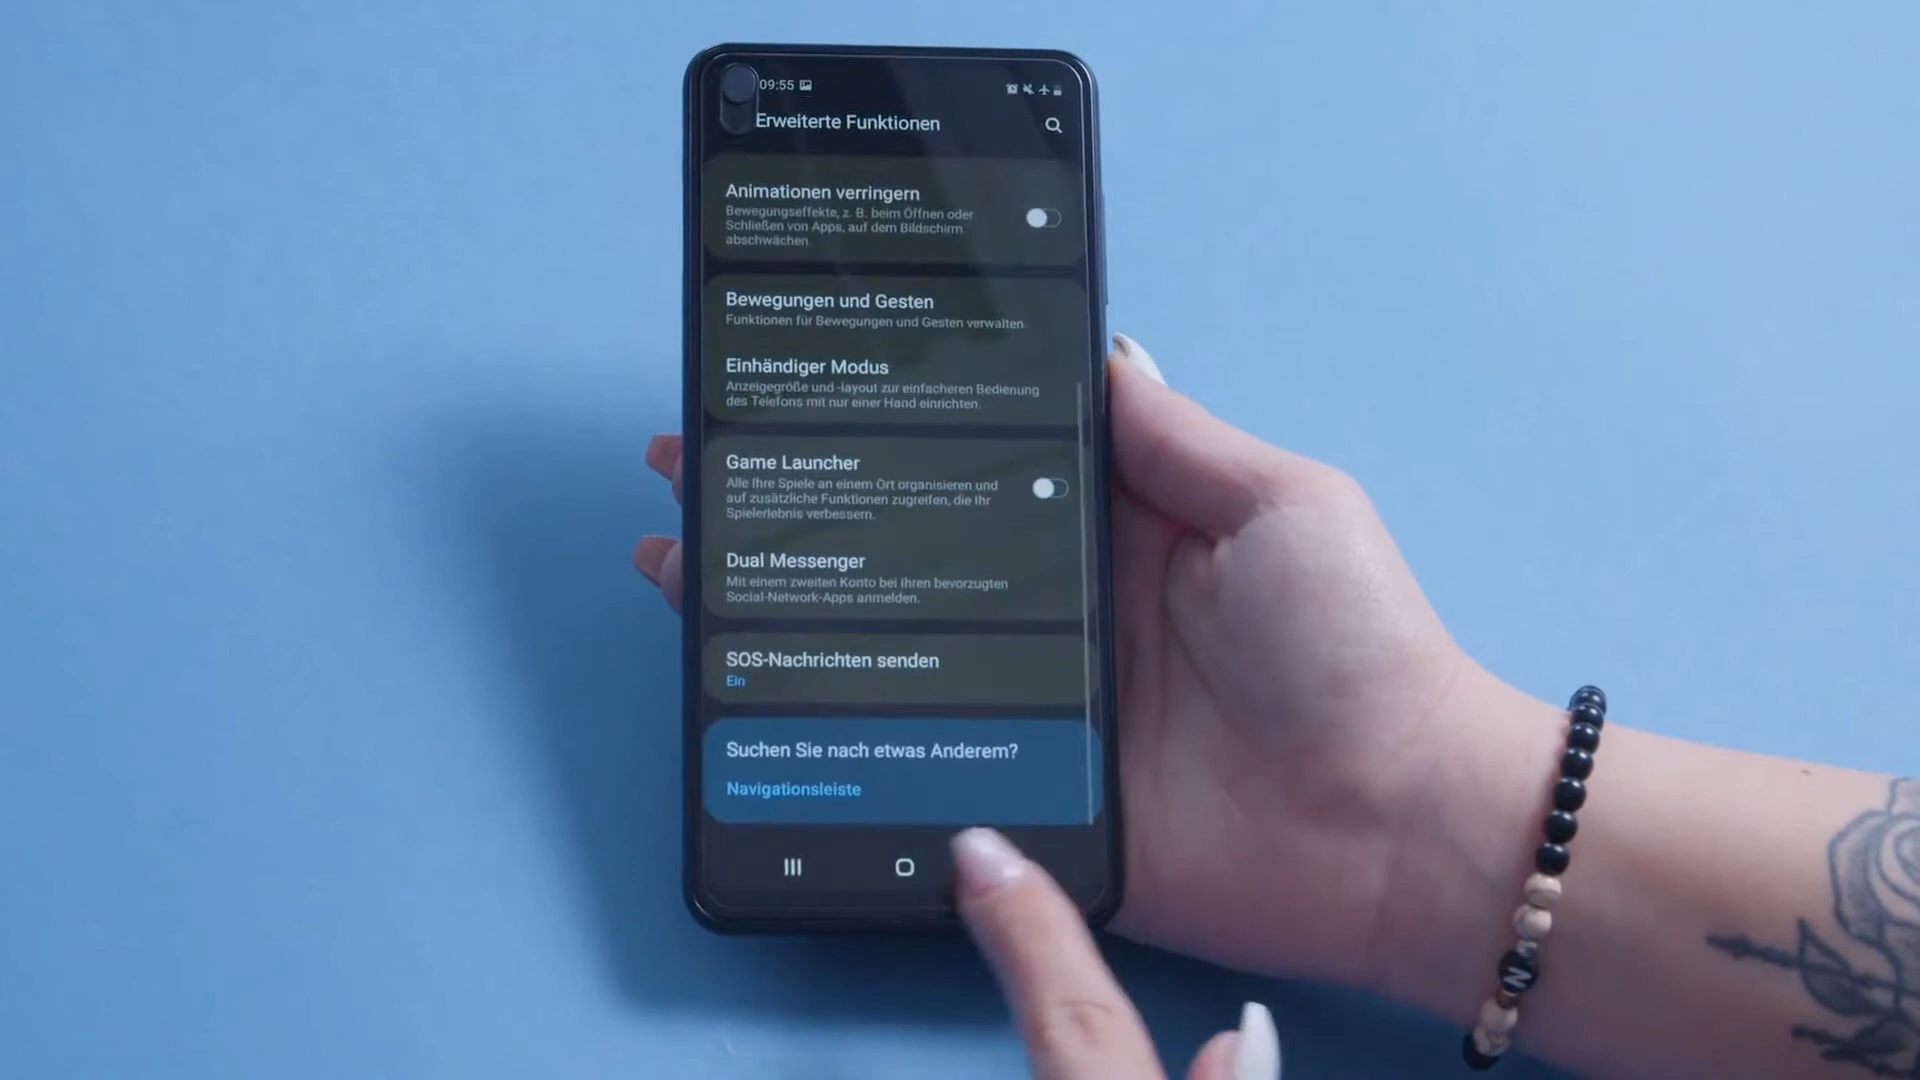 09:55
Erweiterte Funktionen
Animationen verringern
Bewegungseffekte, z. B. beim Öffnen oder
Schließen von Apps, auf dem Bildschirm
abschwächen.
Bewegungen und Gesten
Funktionen für Bewegungen und Gesten verwalten.
Einhändiger Modus
Anzeigegröße und -layout zur einfacheren Bedienung
des Telefons mit nur einer Hand einrichten.
Game Launcher
Alle Ihre Spiele an einem Ort organisieren und
auf zusätzliche Funktionen zugreifen, die Ihr
Spielerlebnis verbessern.
Dual Messenger
Mit einem zweiten Konto bei Ihren bevorzugten
Social-Network-Apps anmelden.
SOS-Nachrichten senden
Ein
Suchen Sie nach etwas Anderem?
Navigationsleiste
N